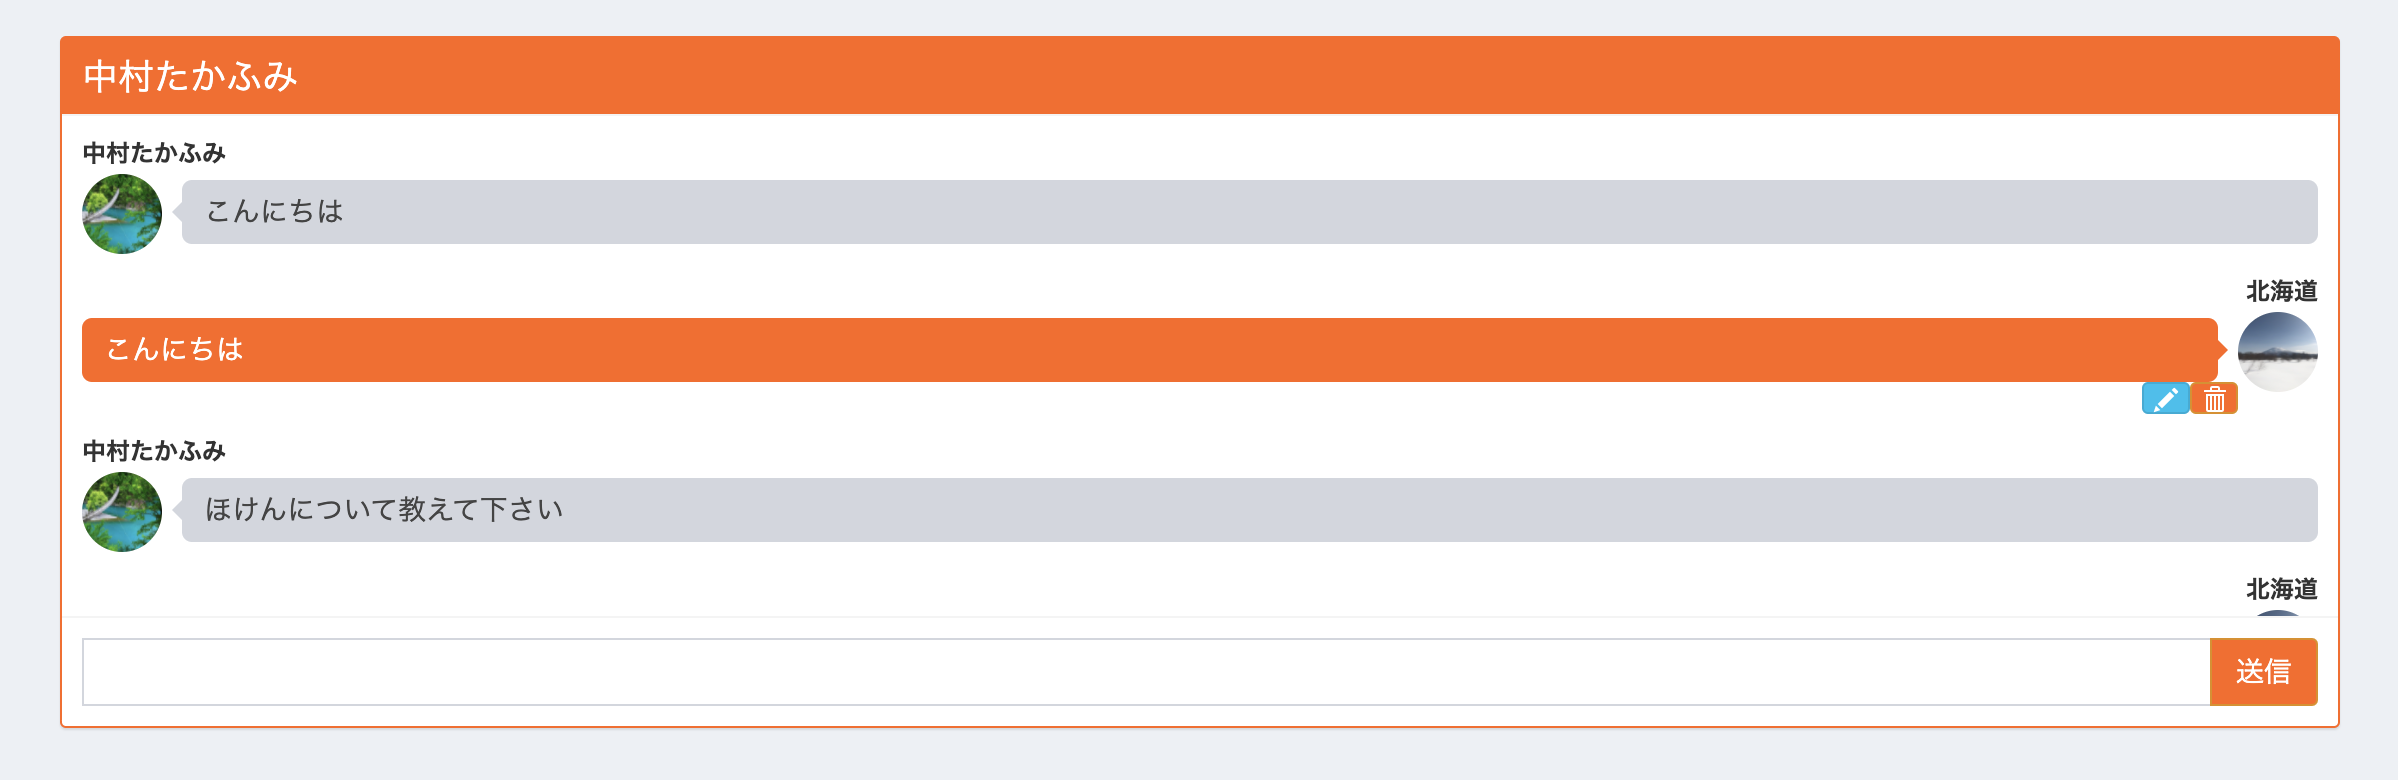 中村たかふみ
中村たかふみ
こんにちは
北海道
こんにちは
中村たかふみ
ほけんについて教えて下さい
北海道
送信